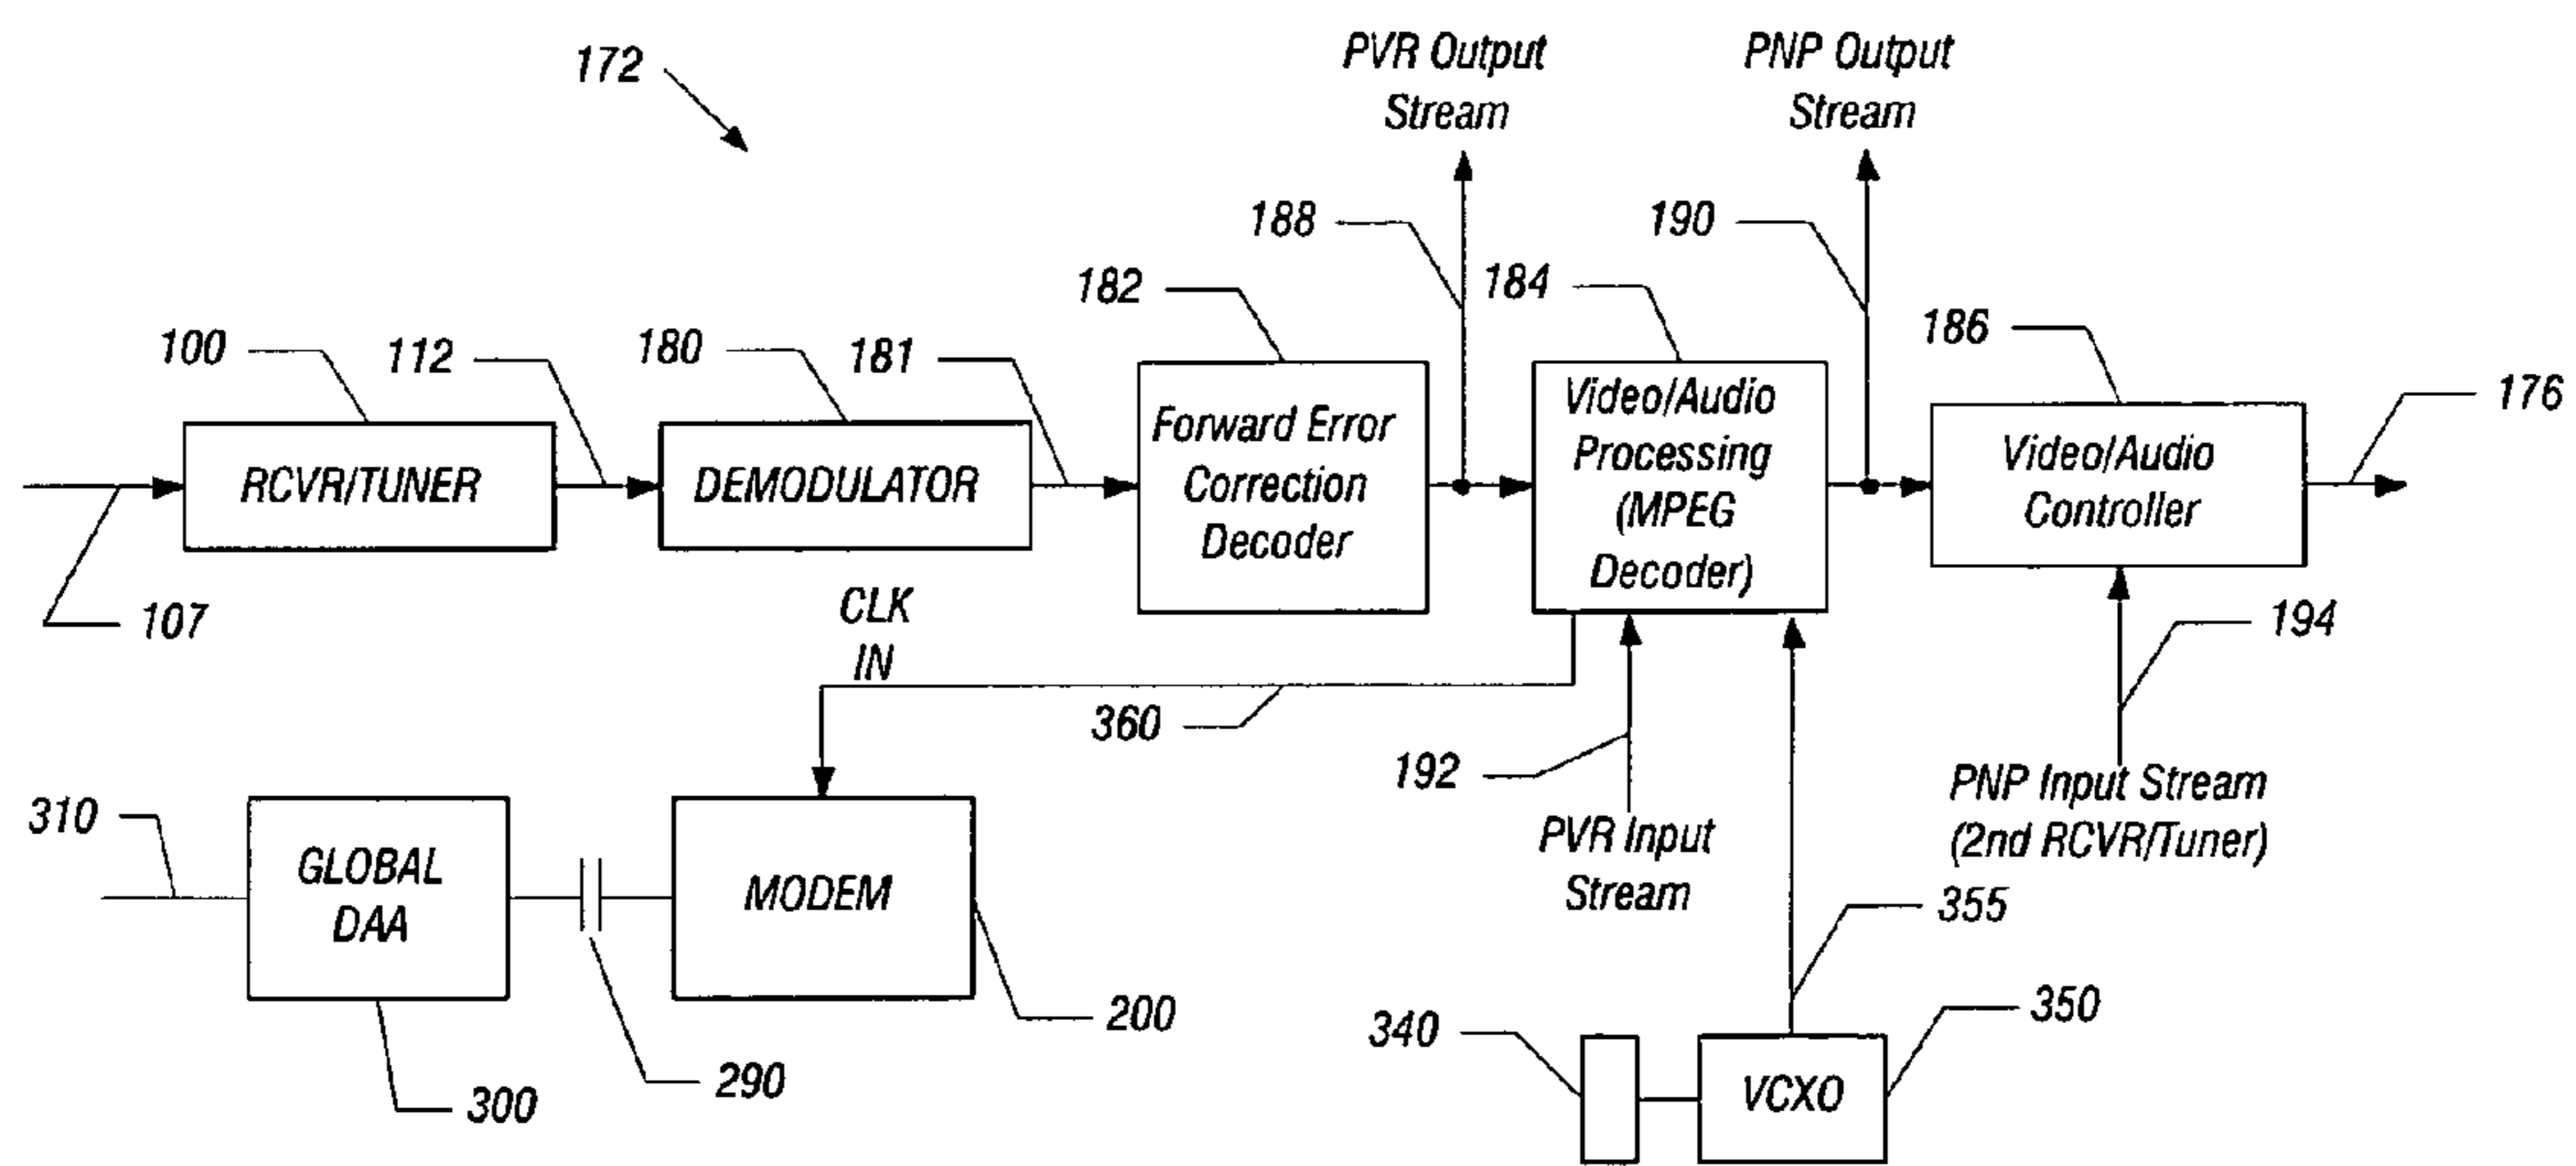 172
PVR Output
Stream
PNP Output
Stream
188
190
182
184
186
100
112
180
181
176
RCVR/TUNER
DEMODULATOR
Forward Error
Correction
Decoder
Video/Audio
Processing
(MPEG
Decoder)
Video/Audio
Controller
107
CLK
IN
194
360
192
PVR Input
Stream
PNP Input Stream
(2nd RCVR/Tuner)
310
GLOBAL
DAA
MODEM
355
200
290
300
340
VCXO
350